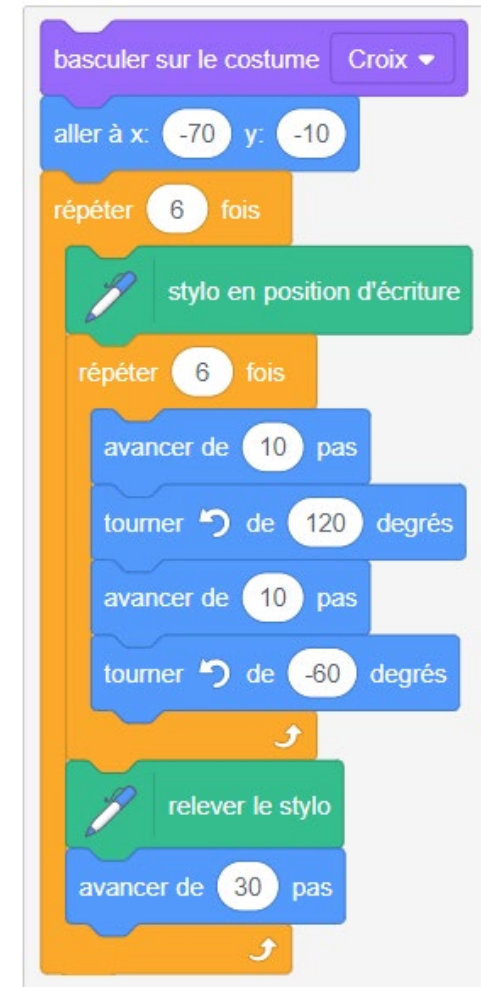 basculer sur le costume Croix
aller à x: -70 y: -10
répéter 6 fois
stylo en position d'écriture
répéter 6 fois
avancer de 10 pas
tourner de 120 degrés
avancer de 10 pas
tourner de -60 degrés
relever le stylo
avancer de 30 pas